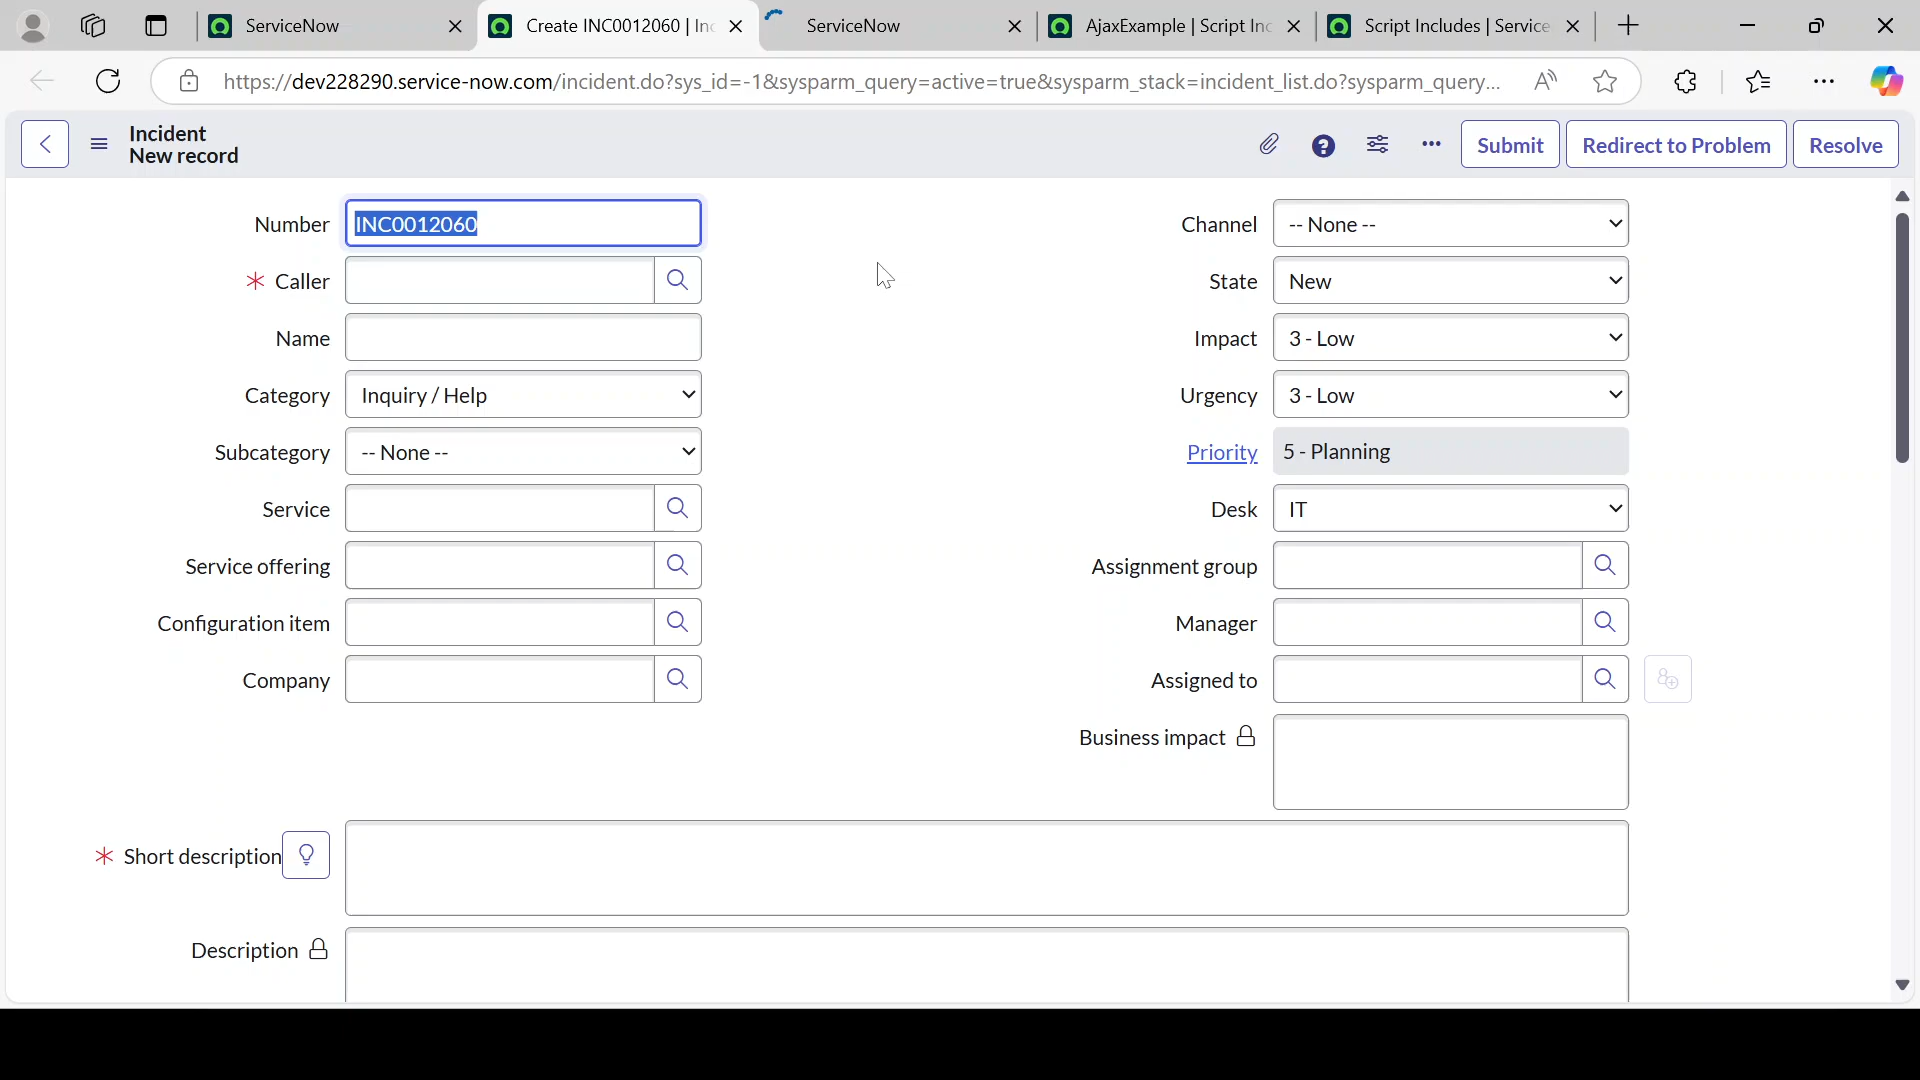 ServiceNow
Create INC0012060 | Inc
ServiceNow
AjaxExample | Script Inc
Script Includes | Service
https://dev228290.service-now.com/incident.do?sys_id=-1&sysparm_query=active=true&sysparm_stack=incident_list.do?sysparm_query...
Incident
New record
Submit
Redirect to Problem
Resolve
Number
INC0012060
Channel
-- None --
* Caller
State
New
Name
Impact
3 - Low
Category
Inquiry / Help
Urgency
3 - Low
Subcategory
-- None --
Priority
5 - Planning
Service
Desk
IT
Service offering
Assignment group
Configuration item
Manager
Company
Assigned to
Business impact
* Short description
Description